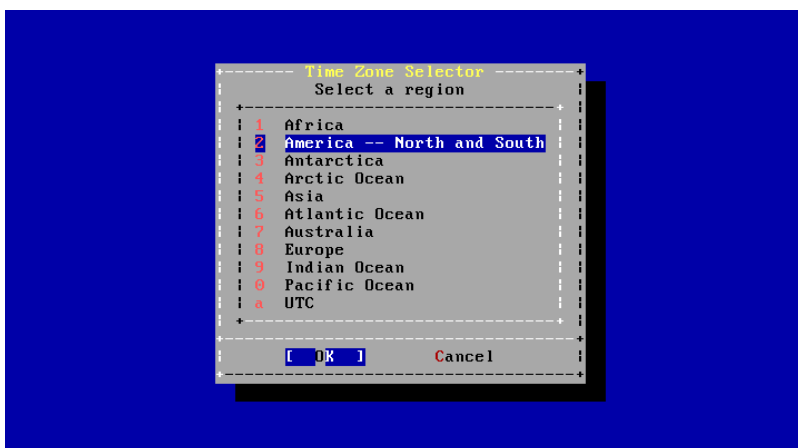 Time Zone Selector
Select a region
1 Africa
2 America -- North and South
3 Antarctica
4 Arctic Ocean
5 Asia
6 Atlantic Ocean
7 Australia
8 Europe
9 Indian Ocean
0 Pacific Ocean
a UTC
[ OK ] Cancel